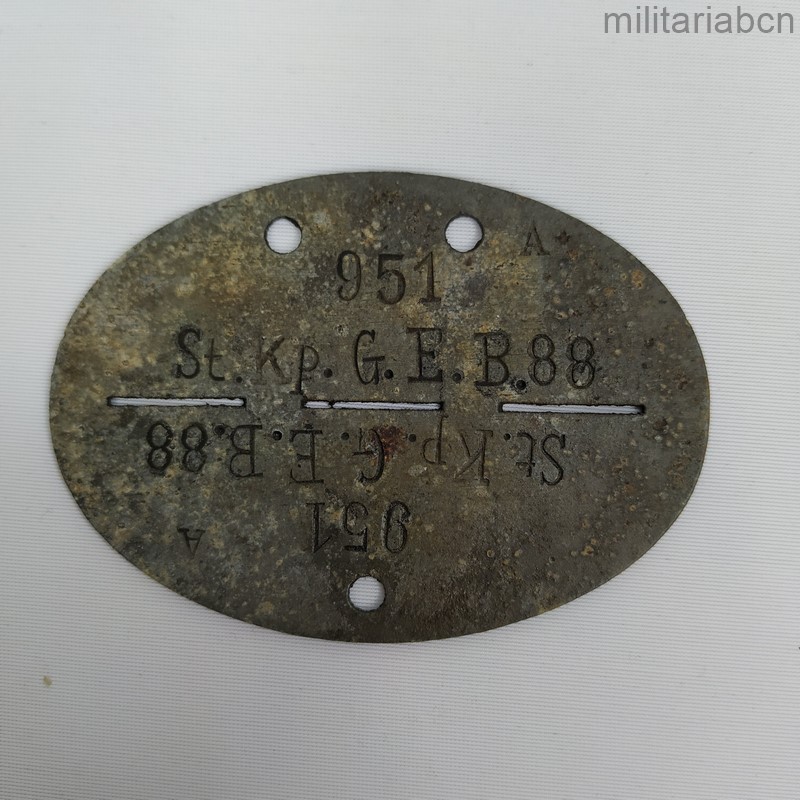 militariabcn
A
951
St. Kp. G. E. B. 88
St. Kp. G. E. B. 88
951
A